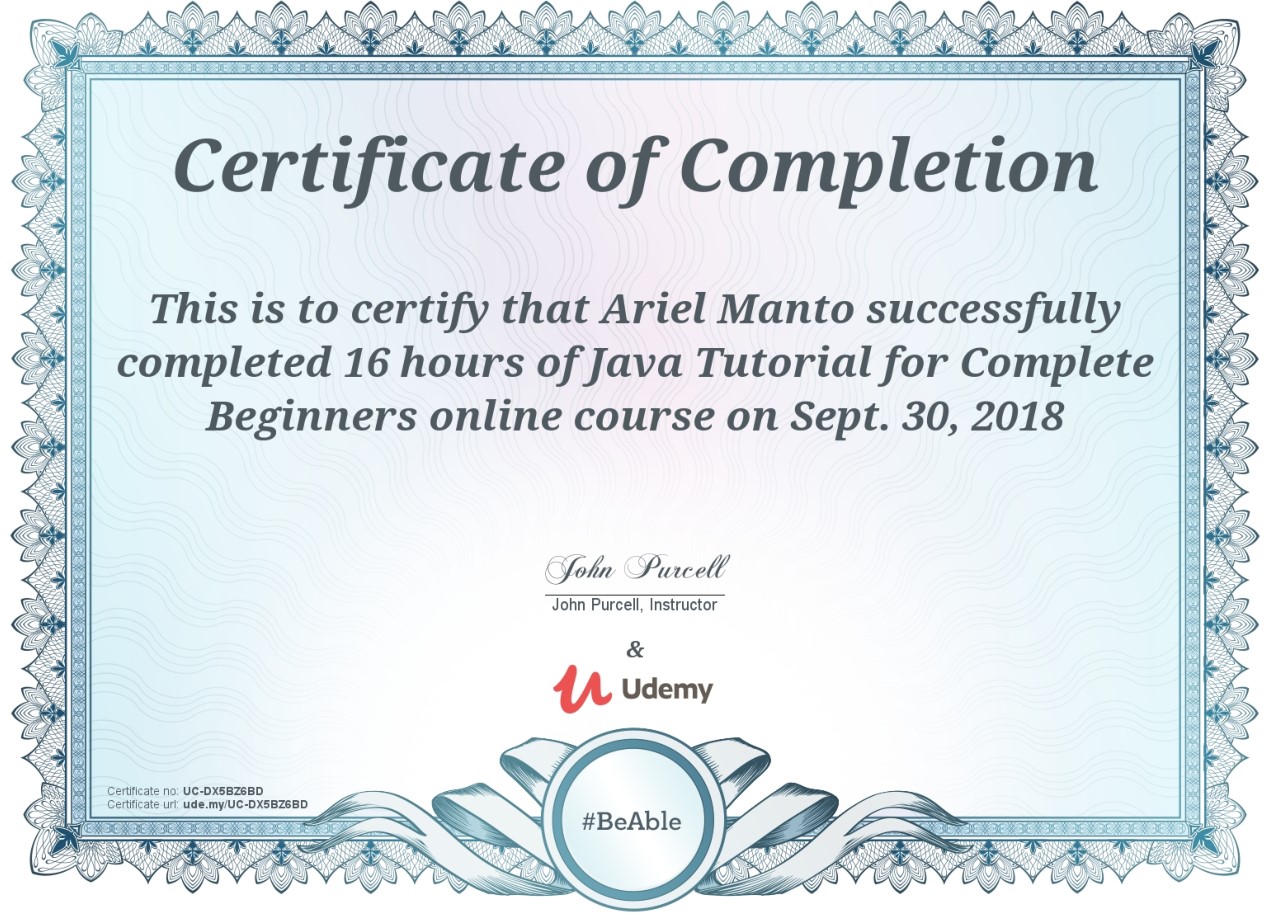 Certificate of Completion
This is to certify that Ariel Manto successfully
completed 16 hours of Java Tutorial for Complete
Beginners online course on Sept. 30, 2018
John Purcell
John Purcell, Instructor
&
Udemy
Certificate no: UC-DX5BZ6BD
Certificate url: ude.my/UC-DX5BZ6BD
#BeAble